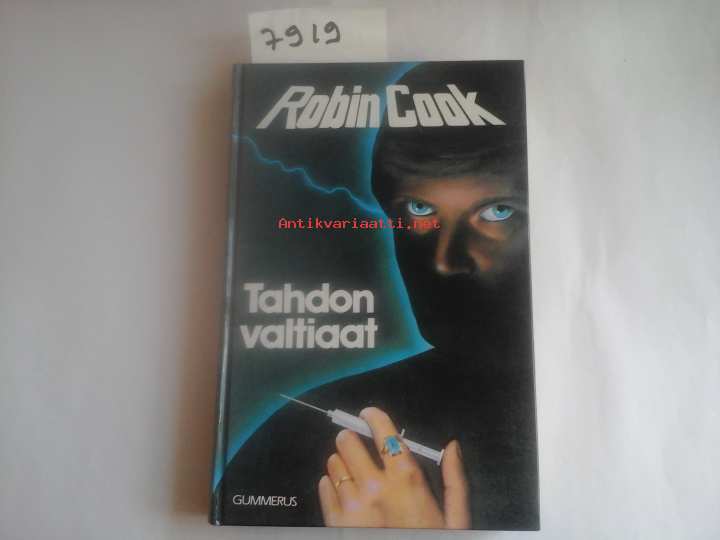 7919
Robin Cook
Antikvariaatti.net
Tahdon
valtiaat
GUMMERUS